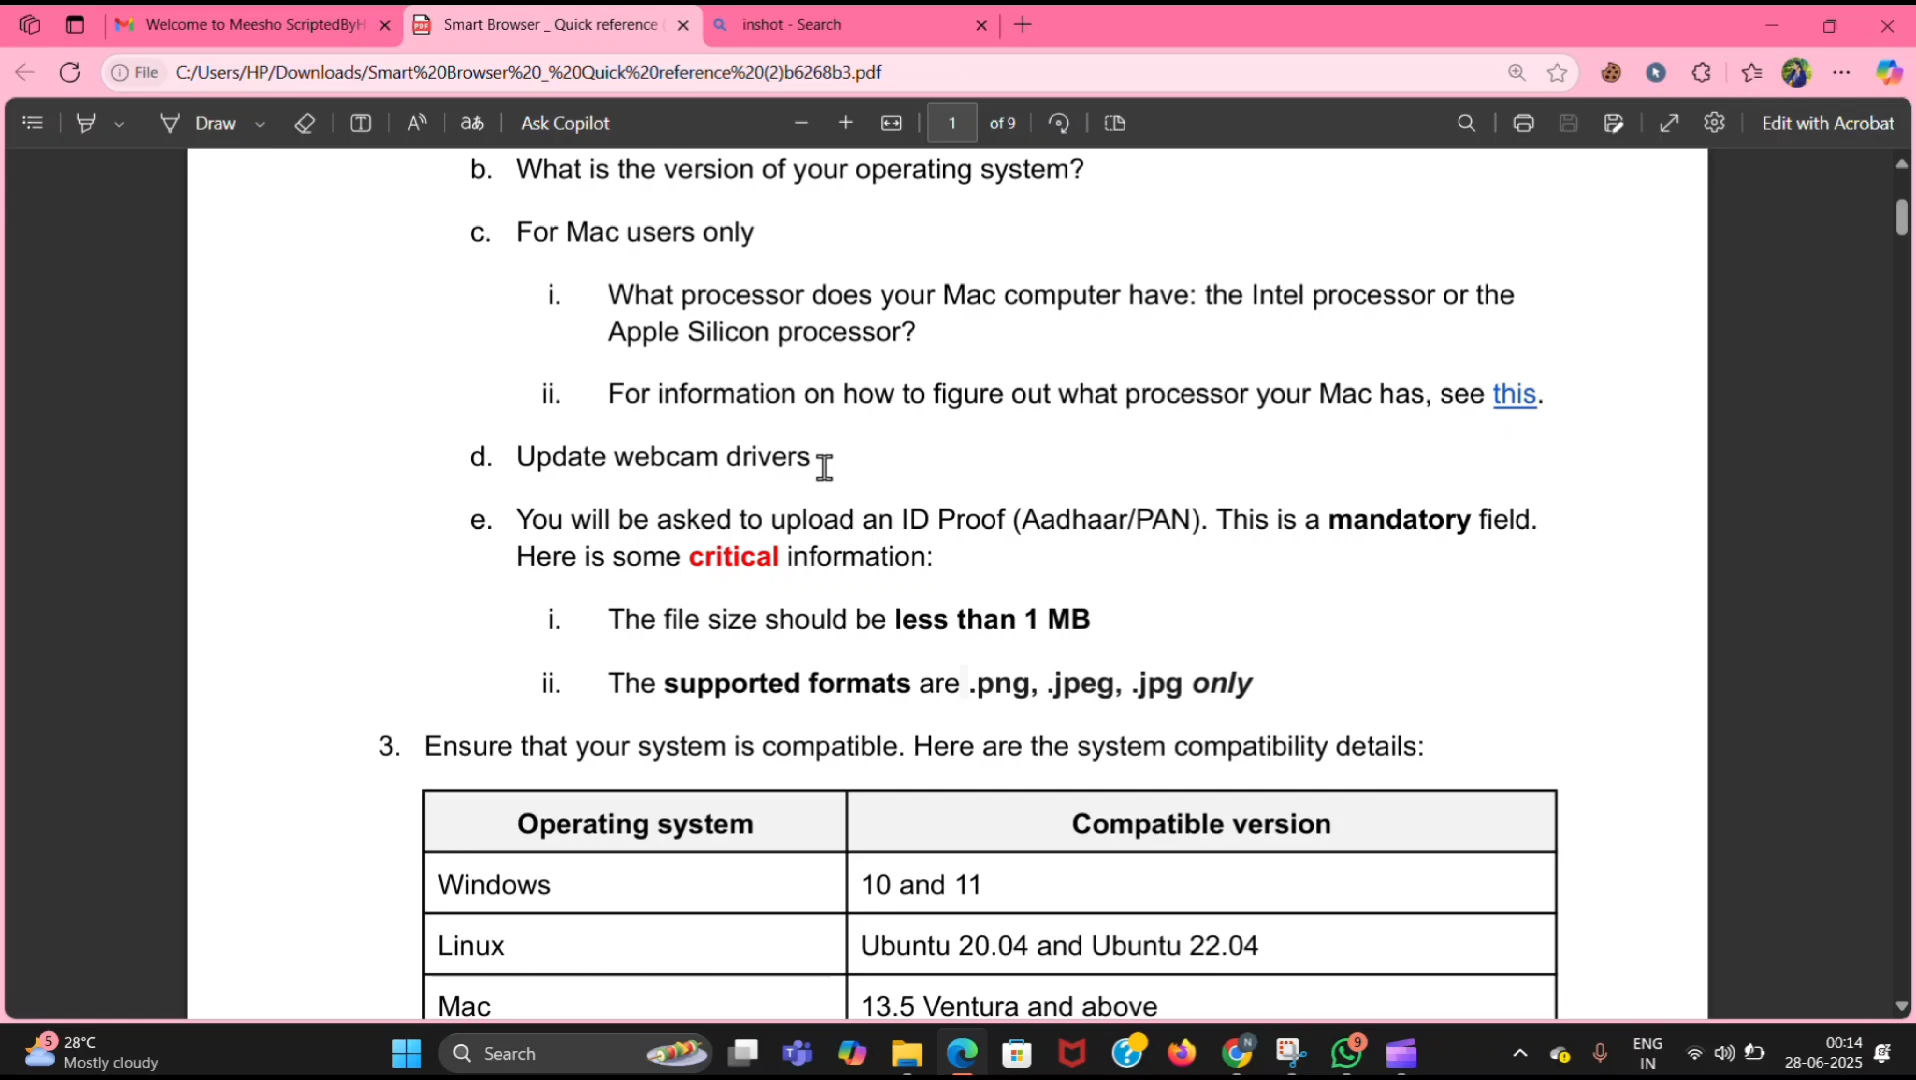 Welcome to Meesho ScriptedByH
Smart Browser _ Quick reference
inshot - Search
File
C:/Users/HP/Downloads/Smart%20Browser%20_%20Quick%20reference%20(2)b6268b3.pdf
Draw
Ask Copilot
1
of 9
Edit with Acrobat
b. What is the version of your operating system?
c. For Mac users only
i. What processor does your Mac computer have: the Intel processor or the
Apple Silicon processor?
ii. For information on how to figure out what processor your Mac has, see this.
d. Update webcam drivers
e. You will be asked to upload an ID Proof (Aadhaar/PAN). This is a mandatory field.
Here is some critical information:
i. The file size should be less than 1 MB
ii. The supported formats are .png, .jpeg, .jpg only
3. Ensure that your system is compatible. Here are the system compatibility details:
Operating system Compatible version
Windows 10 and 11
Linux Ubuntu 20.04 and Ubuntu 22.04
Mac 13.5 Ventura and above
5
28°C
Mostly cloudy
Search
N
9
ENG
IN
00:14
28-06-2025